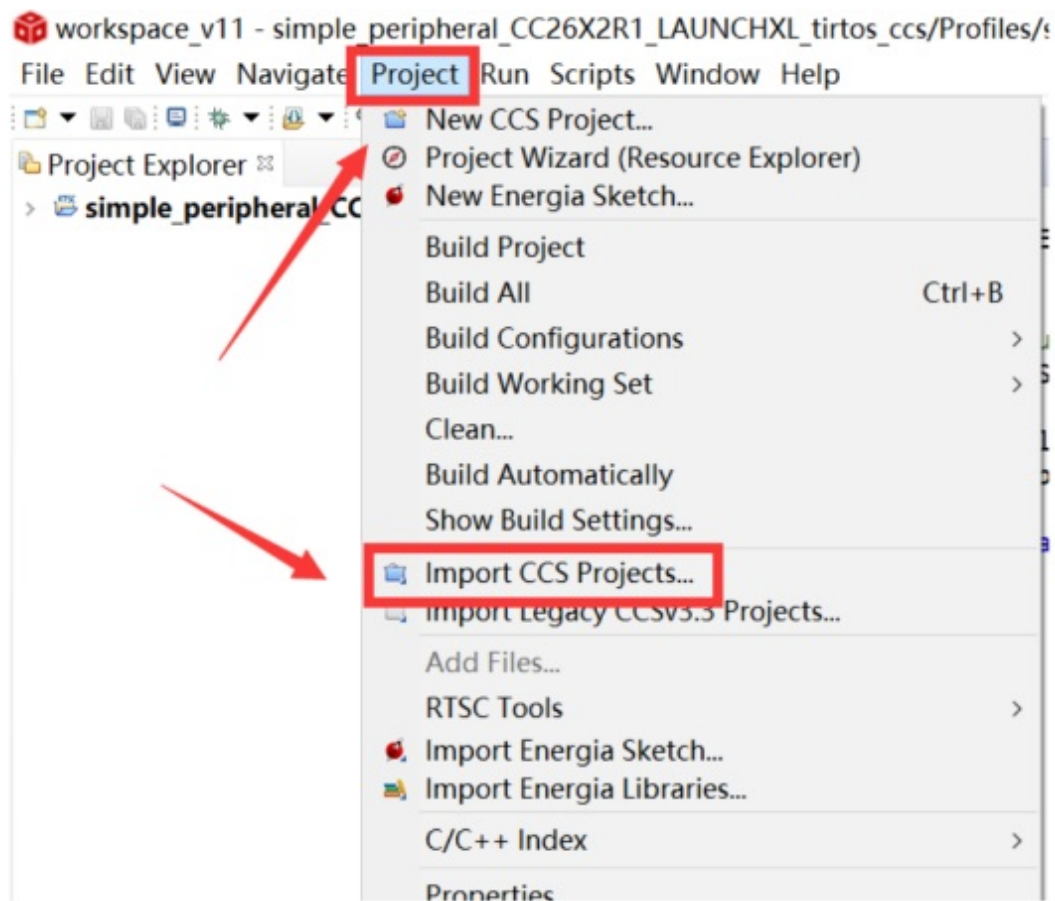 workspace_v11 - simple_peripheral_CC26X2R1_LAUNCHXL_tirtos_ccs/Profiles/s
File Edit View Navigate Project Run Scripts Window Help
New CCS Project...
Project Explorer
Project Wizard (Resource Explorer)
New Energia Sketch...
simple_peripheral_CC
Build Project
Build All Ctrl+B
Build Configurations
Build Working Set
Clean...
Build Automatically
Show Build Settings...
Import CCS Projects...
Import Legacy CCSv3.3 Projects...
Add Files...
RTSC Tools
Import Energia Sketch...
Import Energia Libraries...
C/C++ Index
Properties